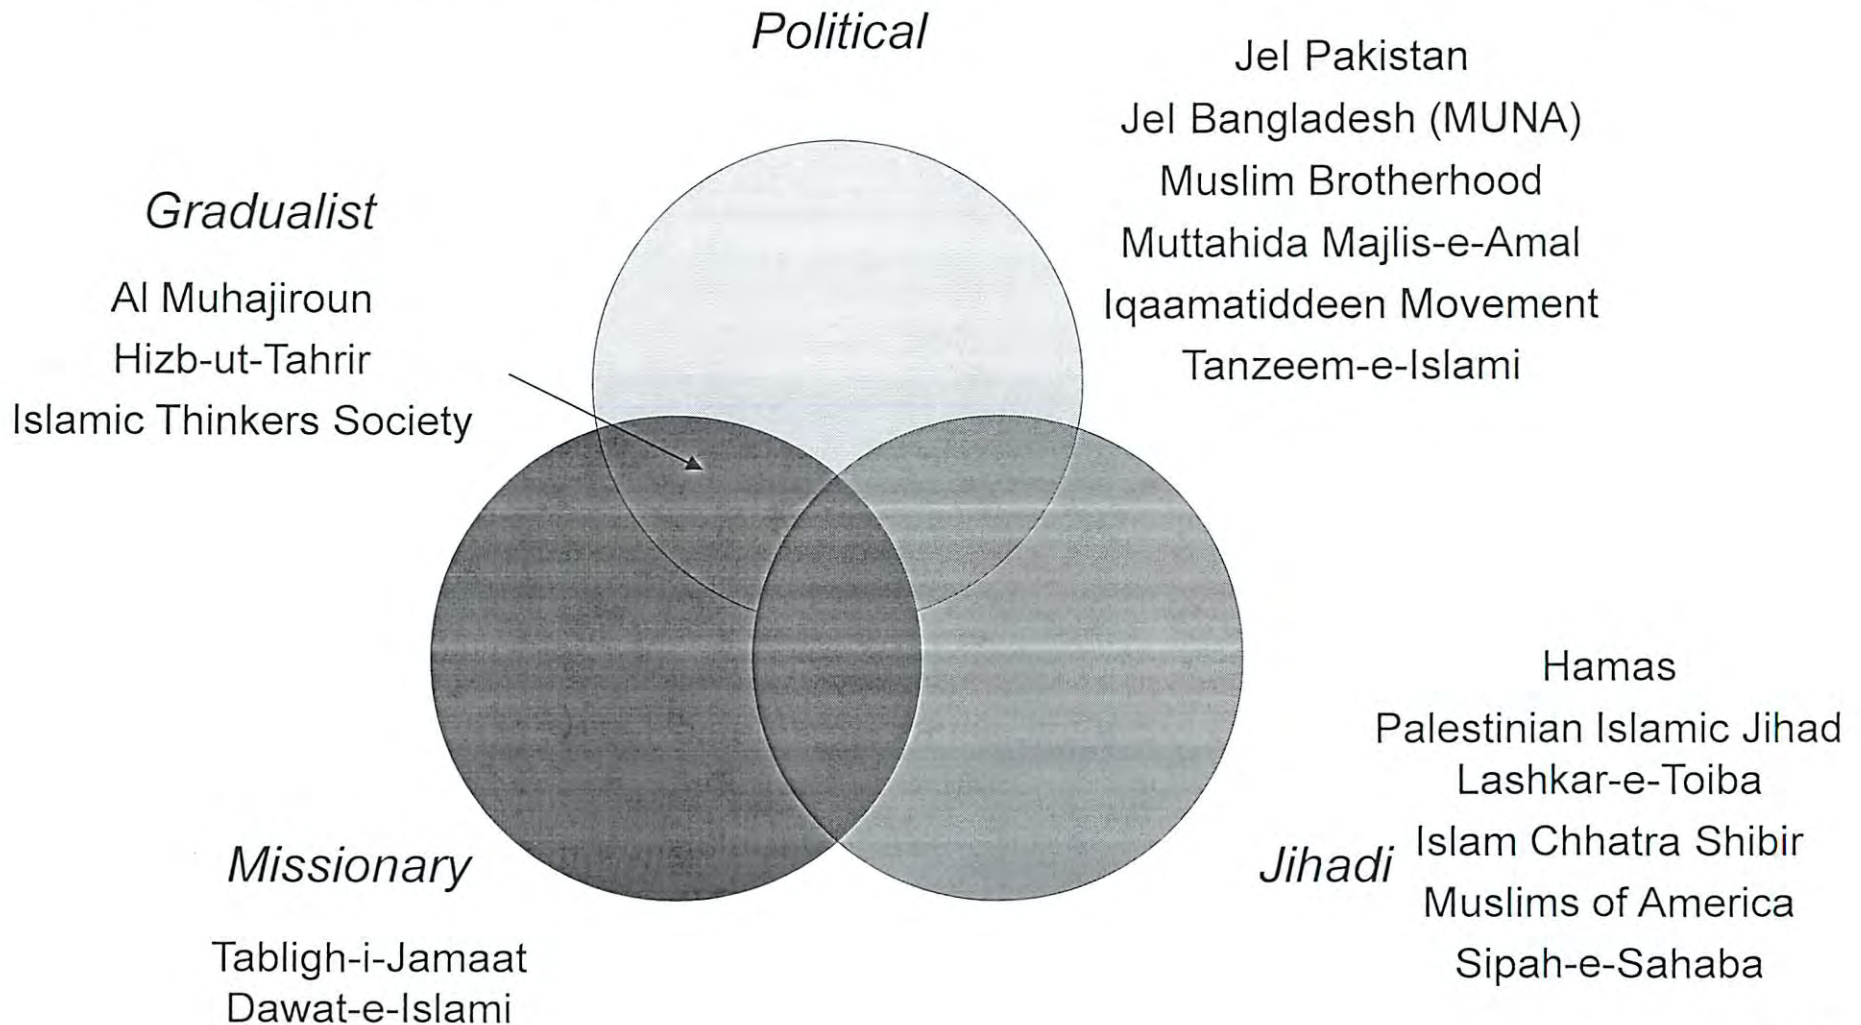 Political
Jel Pakistan
Jel Bangladesh (MUNA)
Muslim Brotherhood
Muttahida Majlis-e-Amal
Iqaamatiddeen Movement
Tanzeem-e-Islami
Gradualist
Al Muhajiroun
Hizb-ut-Tahrir
Islamic Thinkers Society
Missionary
Tabligh-i-Jamaat
Dawat-e-Islami
Jihadi
Hamas
Palestinian Islamic Jihad
Lashkar-e-Toiba
Islam Chhatra Shibir
Muslims of America
Sipah-e-Sahaba